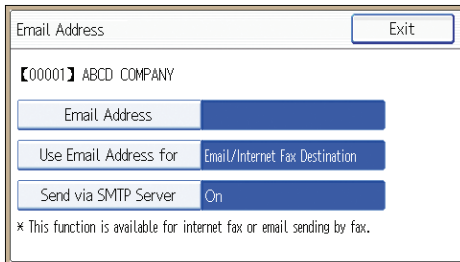 Email Address Exit
【00001】 ABCD COMPANY
Email Address
Use Email Address for Email/Internet Fax Destination
Send via SMTP Server On
* This function is available for internet fax or email sending by fax.